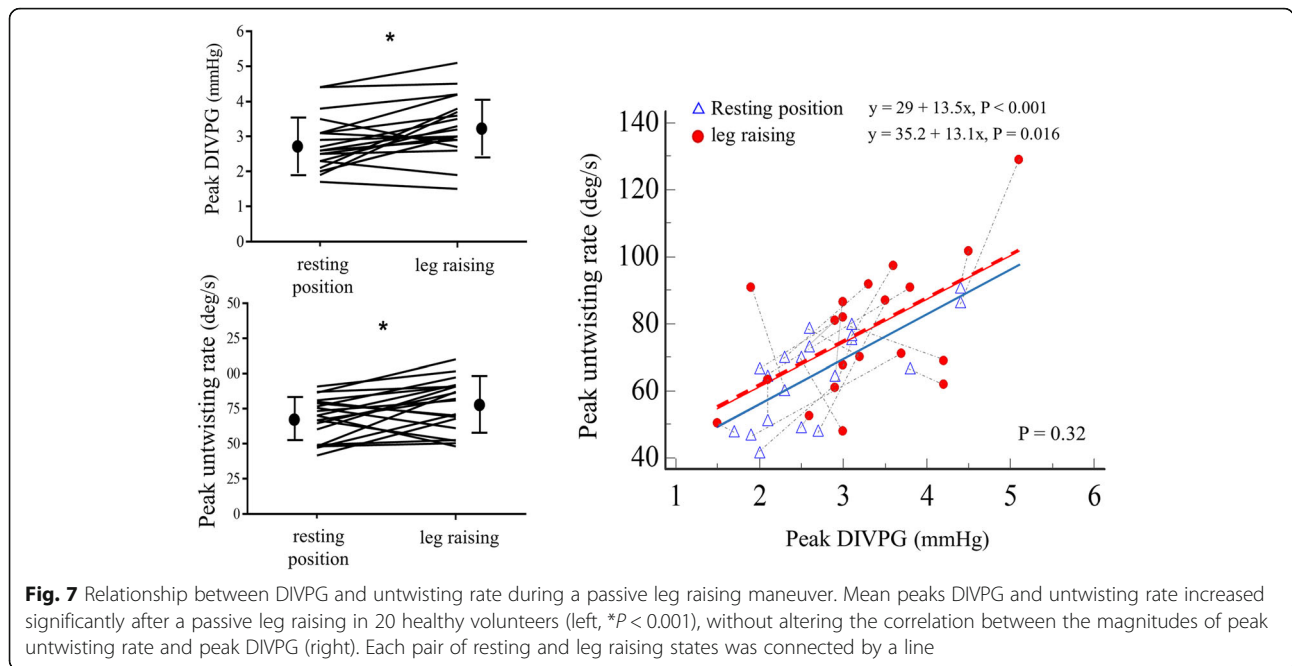 6
5
4
3
2
1
0
Peak DIVPG (mmHg)
*
resting position
leg raising
50
25
00
75
50
25
0
Peak untwisting rate (deg/s)
*
resting position
leg raising
Resting position y = 29 + 13.5x, P < 0.001
leg raising y = 35.2 + 13.1x, P = 0.016
140
120
100
80
60
40
Peak untwisting rate (deg/s)
P = 0.32
1 2 3 4 5 6
Peak DIVPG (mmHg)
Fig. 7 Relationship between DIVPG and untwisting rate during a passive leg raising maneuver. Mean peaks DIVPG and untwisting rate increased
significantly after a passive leg raising in 20 healthy volunteers (left, *P < 0.001), without altering the correlation between the magnitudes of peak
untwisting rate and peak DIVPG (right). Each pair of resting and leg raising states was connected by a line